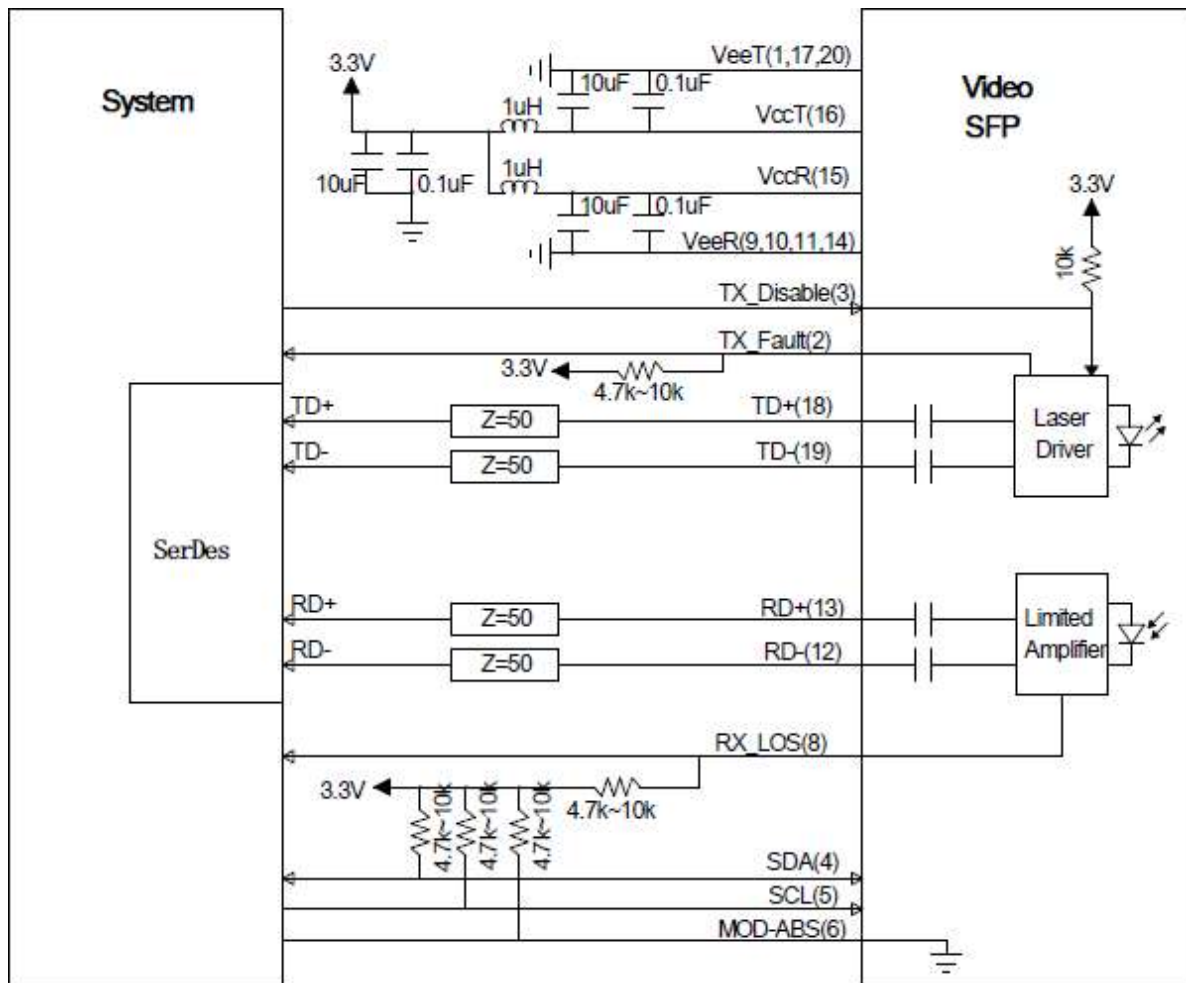 System
Video
SFP
3.3V
10uF
0.1uF
1uH
1uH
10uF
0.1uF
10uF
0.1uF
VeeT(1,17,20)
VccT(16)
VccR(15)
VeeR(9,10,11,14)
3.3V
10k
TX_Disable(3)
TX_Fault(2)
3.3V
4.7k~10k
TD+
Z=50
TD+(18)
TD-
Z=50
TD-(19)
Laser
Driver
SerDes
RD+
Z=50
RD+(13)
RD-
Z=50
RD-(12)
Limited
Amplifier
RX_LOS(8)
3.3V
4.7k~10k
4.7k~10k
4.7k~10k
4.7k~10k
SDA(4)
SCL(5)
MOD-ABS(6)